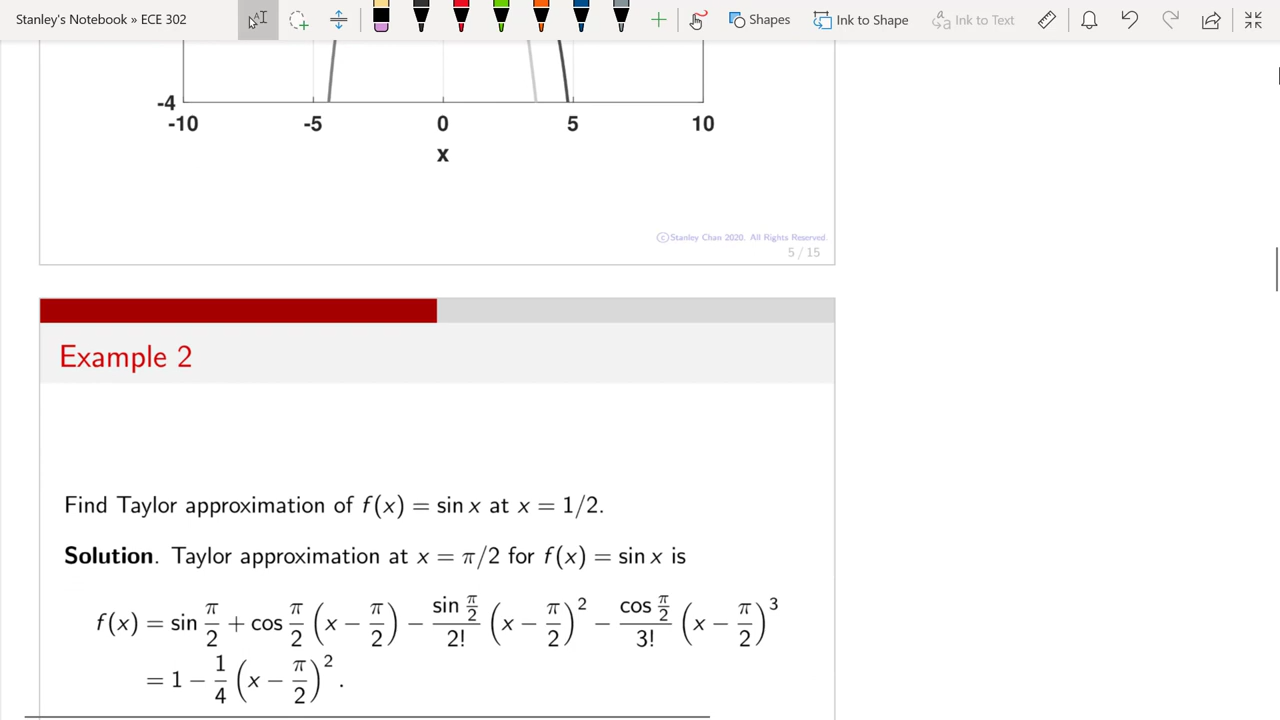 Stanley's Notebook » ECE 302
Shapes
Ink to Shape
Ink to Text
-4
-10 -5 0 5 10
x
©Stanley Chan 2020. All Rights Reserved.
5 / 15
Example 2
Find Taylor approximation of f(x) = sin x at x = 1/2.
Solution. Taylor approximation at x = π/2 for f(x) = sin x is
f(x) = sin π/2 + cos π/2 (x − π/2) − (sin π/2)/2! (x − π/2)² − (cos π/2)/3! (x − π/2)³
= 1 − 1/4 (x − π/2)².